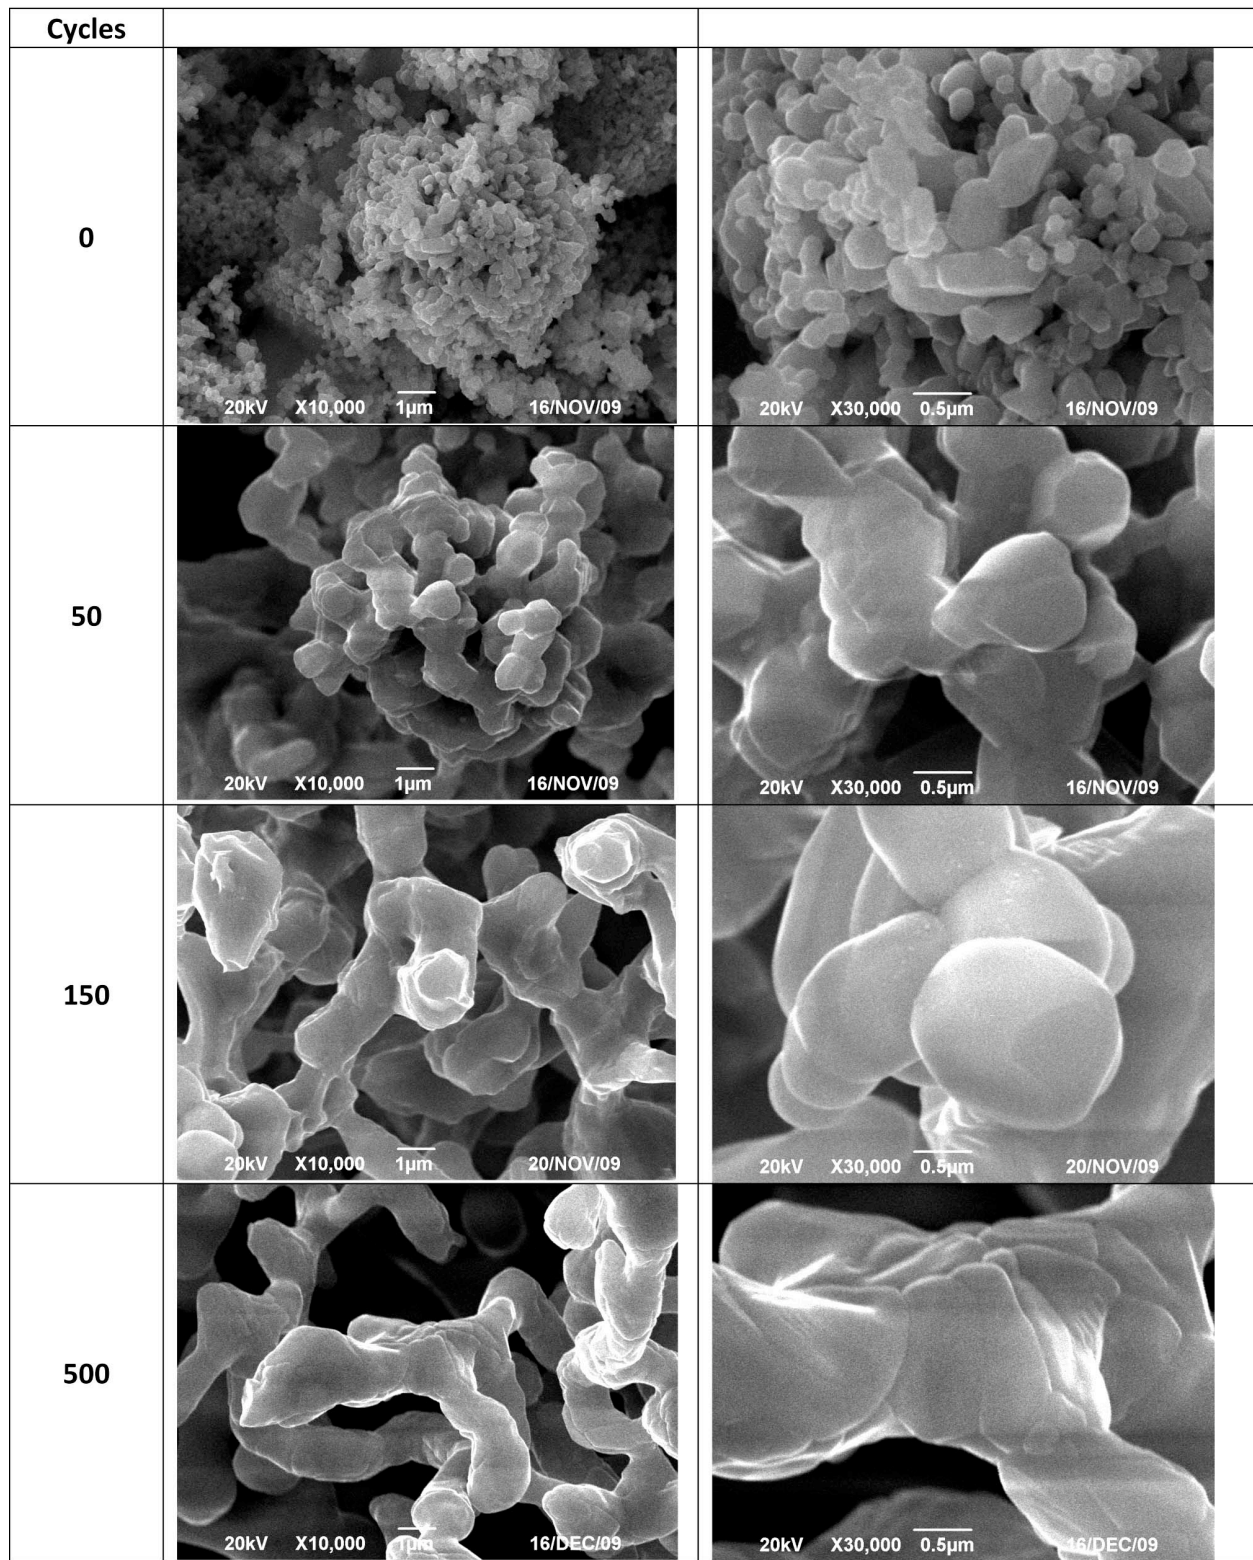 Cycles
0
20kV X10,000 1µm 16/NOV/09
20kV X30,000 0.5µm 16/NOV/09
50
20kV X10,000 1µm 16/NOV/09
20kV X30,000 0.5µm 16/NOV/09
150
20kV X10,000 1µm 20/NOV/09
20kV X30,000 0.5µm 20/NOV/09
500
20kV X10,000 1µm 16/DEC/09
20kV X30,000 0.5µm 16/DEC/09